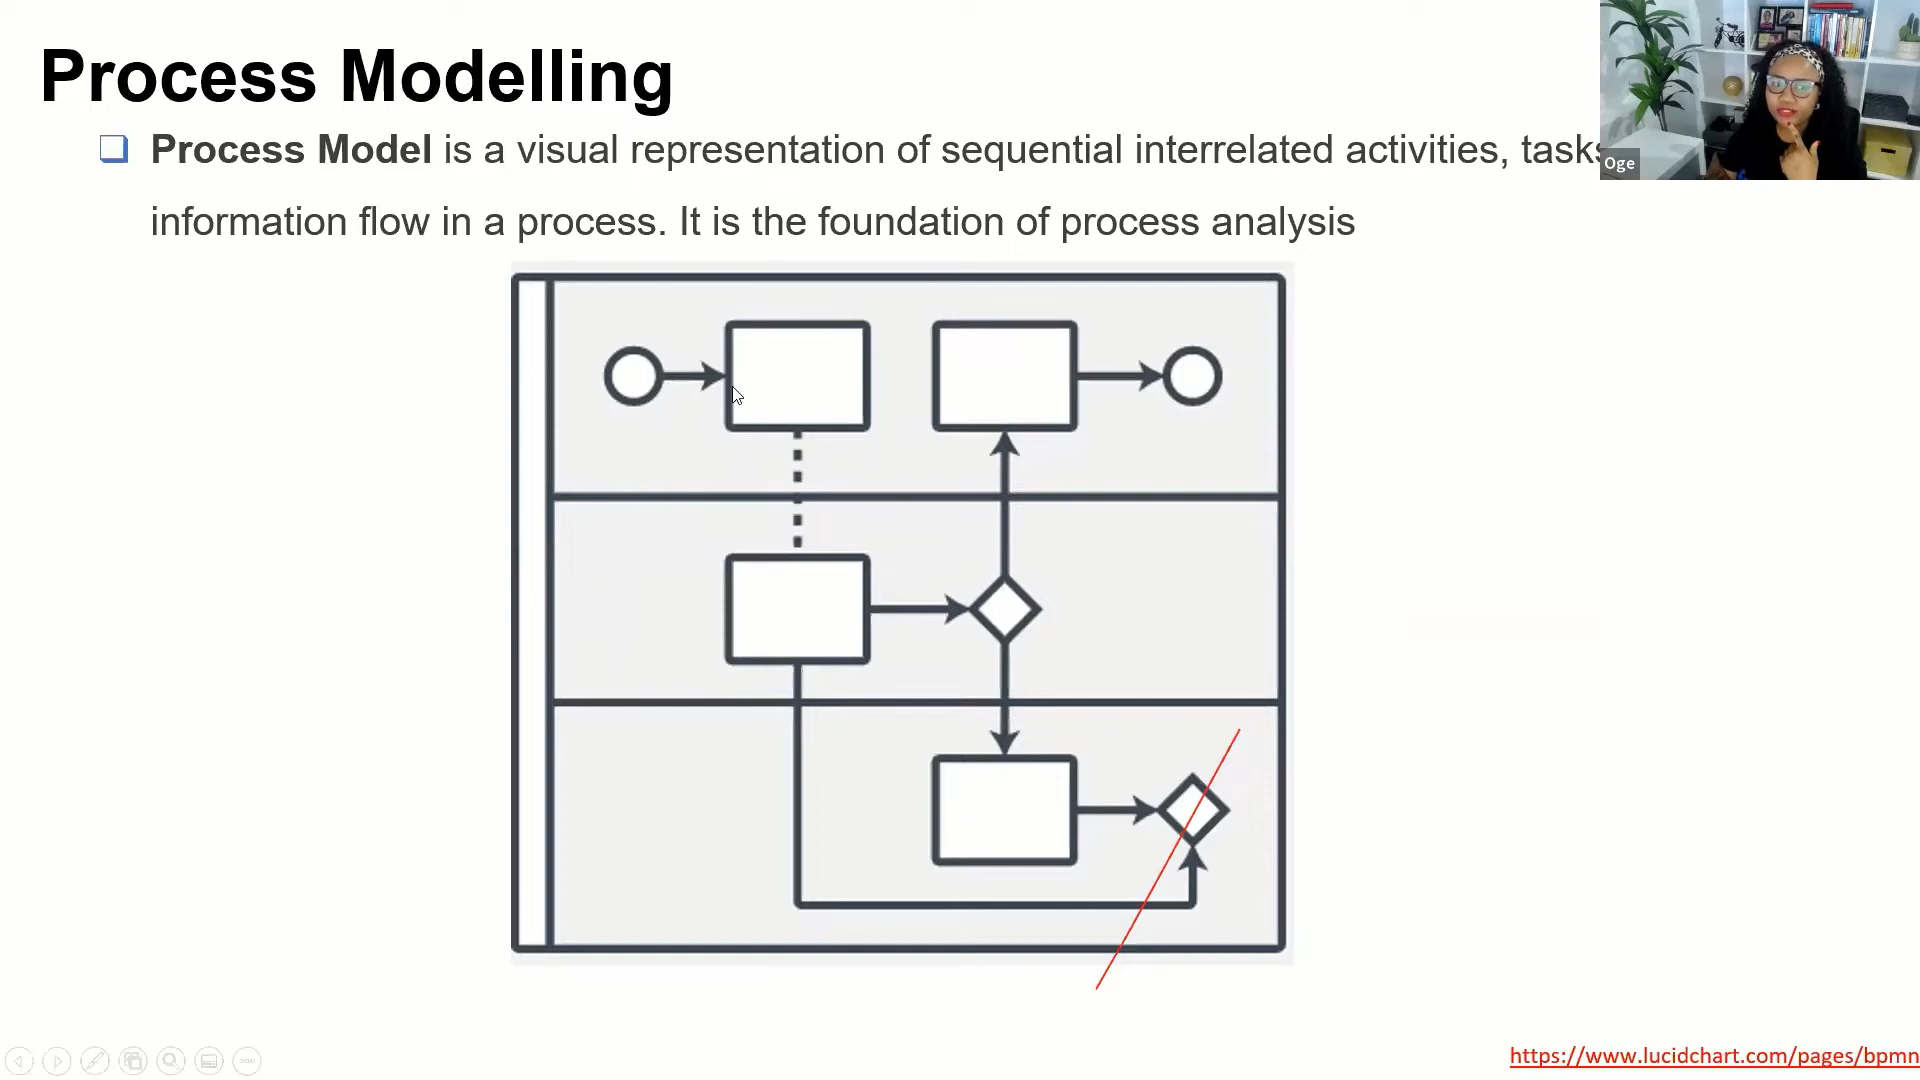 Process Modelling
Process Model is a visual representation of sequential interrelated activities, tasks
information flow in a process. It is the foundation of process analysis
Oge
https://www.lucidchart.com/pages/bpmn